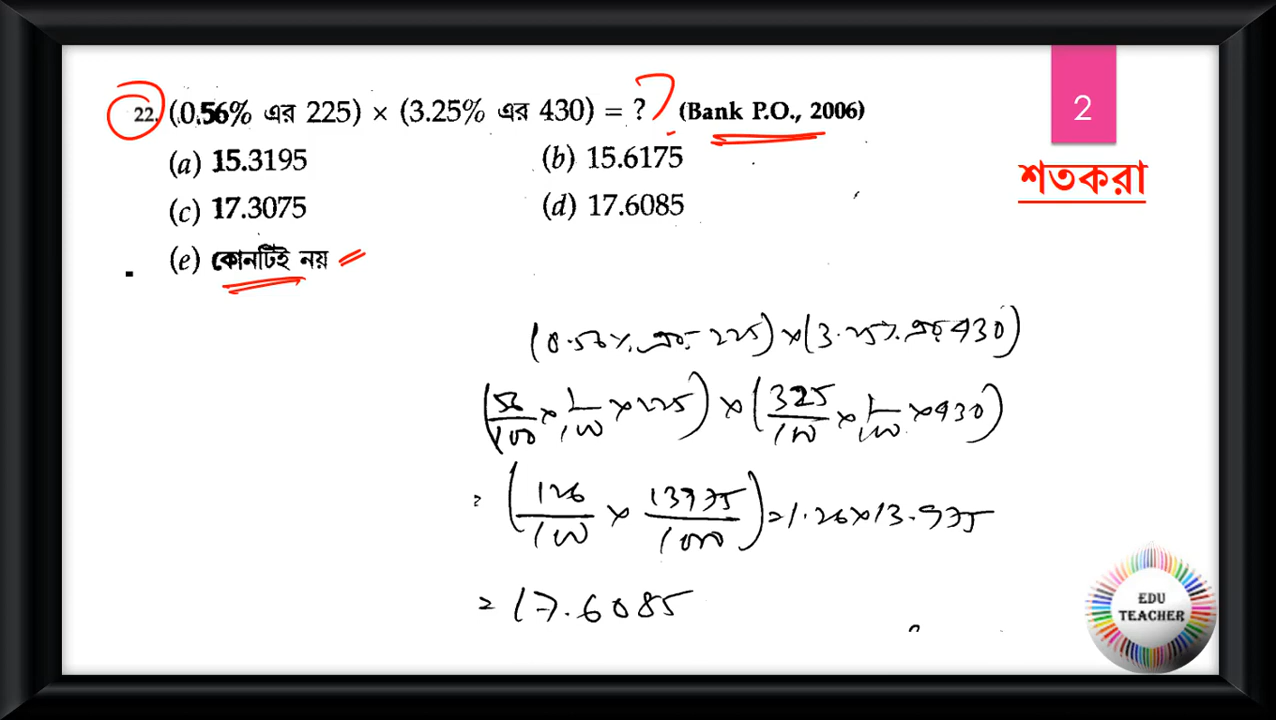 22. (0.56% এর 225) × (3.25% এর 430) = ? (Bank P.O., 2006)
(a) 15.3195 (b) 15.6175
(c) 17.3075 (d) 17.6085
(e) কোনটিই নয়
2
শতকরা
(0.56% এর 225) × (3.25% এর 430)
(56/100 × 1/100 × 225) × (325/100 × 1/100 × 430)
= (126/100 × 13975/1000) = 1.26 × 13.975
= 17.6085
EDU
TEACHER